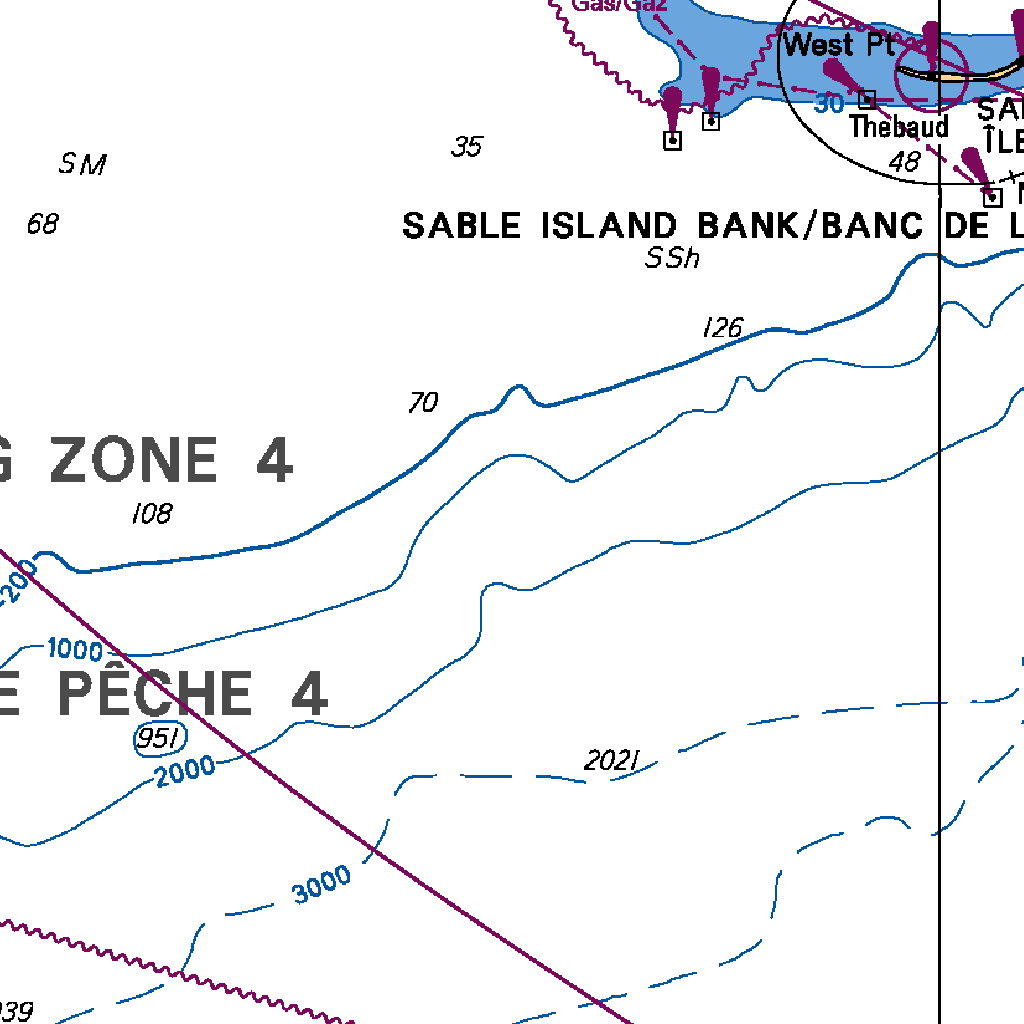 Gas/Gaz
West Pt
30
Thebaud
48
35
SM
68
SABLE ISLAND BANK/BANC DE L
SSh
126
70
G ZONE 4
108
200
1000
E PÊCHE 4
951
2000
2021
3000
039